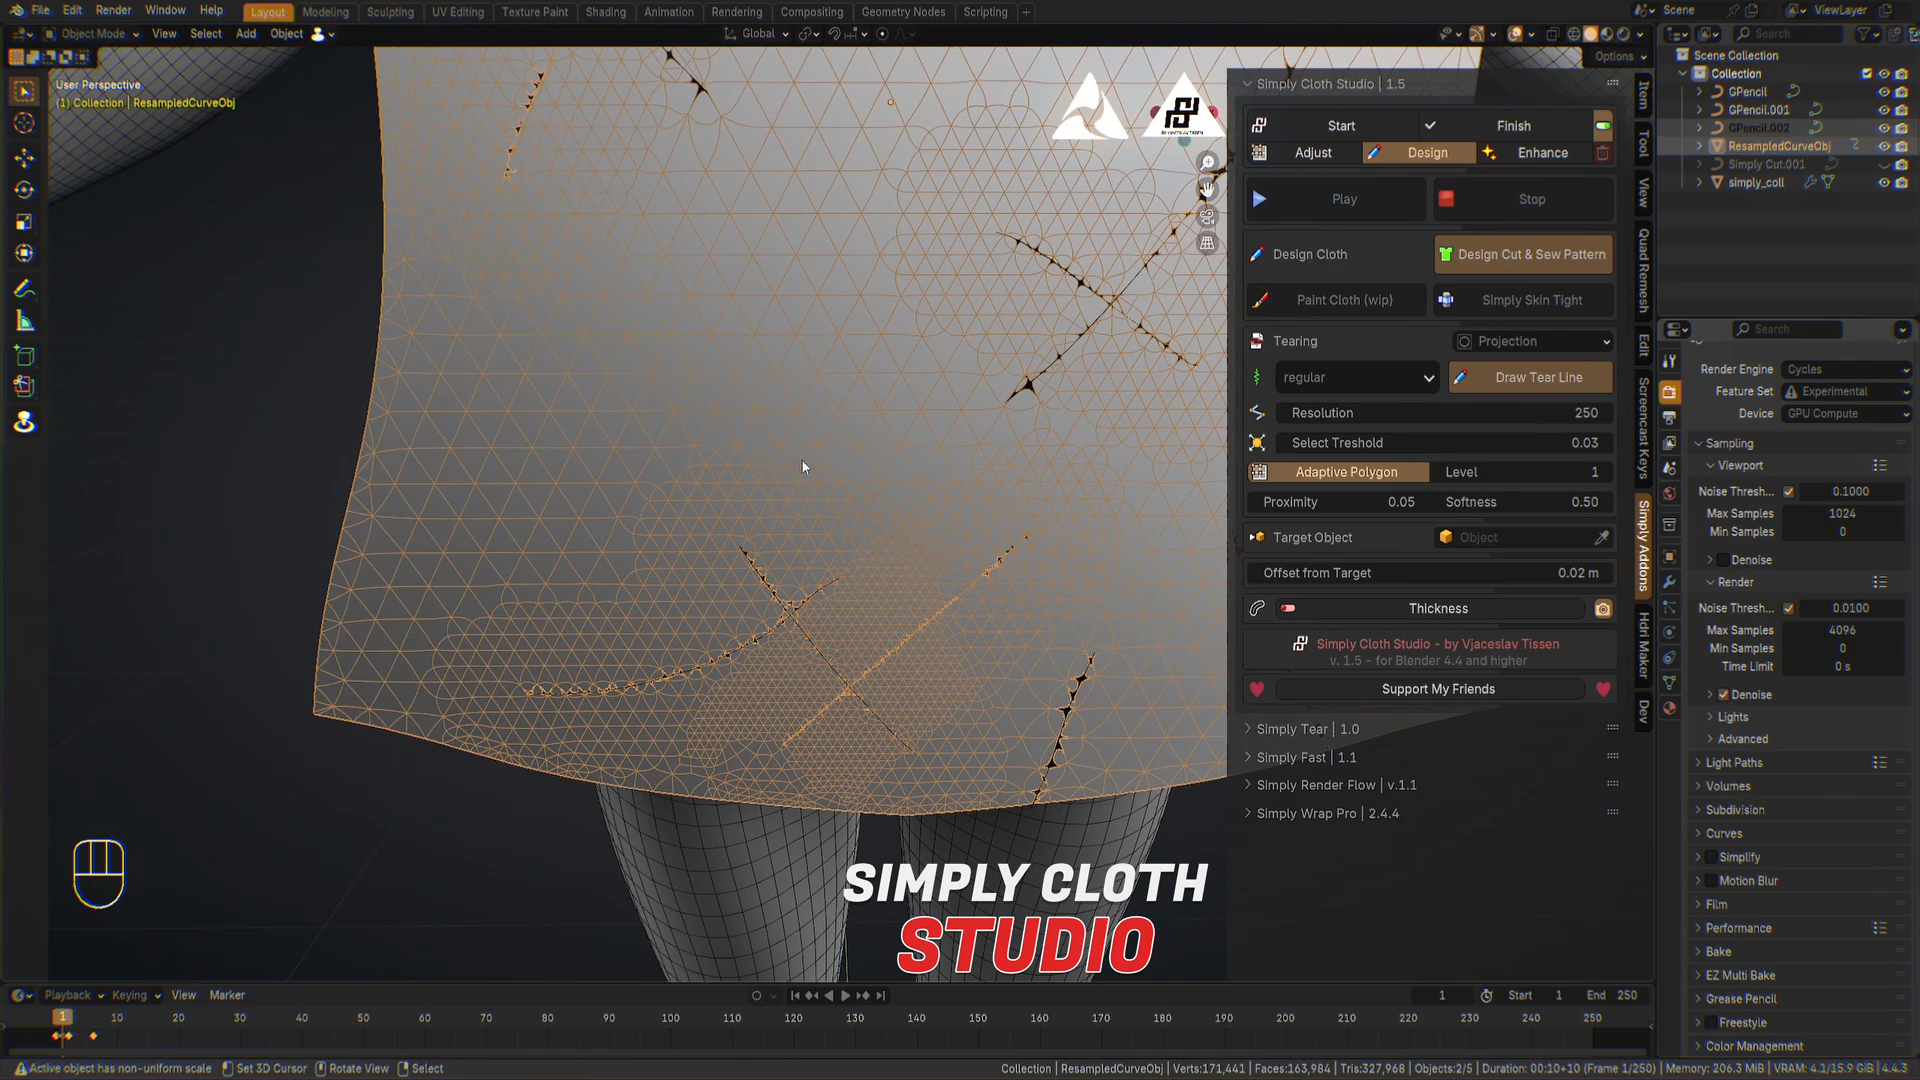 File Edit Render Window Help Layout Modeling Sculpting UV Editing Texture Paint Shading Animation Rendering Compositing Geometry Nodes Scripting + Scene ViewLayer
Object Mode View Select Add Object Global Search
Options
User Perspective
(1) Collection | ResampledCurveObj
Simply Cloth Studio | 1.5
Start Finish
Adjust Design Enhance
Play Stop
Design Cloth Design Cut & Sew Pattern
Paint Cloth (wip) Simply Skin Tight
Tearing Projection
regular Draw Tear Line
Resolution 250
Select Treshold 0.03
Adaptive Polygon Level 1
Proximity 0.05 Softness 0.50
Target Object Object
Offset from Target 0.02 m
Thickness
Simply Cloth Studio - by Vjaceslav Tissen
v. 1.5 - for Blender 4.4 and higher
Support My Friends
Simply Tear | 1.0
Simply Fast | 1.1
Simply Render Flow | v.1.1
Simply Wrap Pro | 2.4.4
Item
Tool
View
Quad Remesh
Edit
Screencast Keys
Simply Addons
Hdri Maker
Dev
Scene Collection
Collection
GPencil
GPencil.001
GPencil.002
ResampledCurveObj
Simply Cut.001
simply_coll
Search
Render Engine Cycles
Feature Set Experimental
Device GPU Compute
Sampling
Viewport
Noise Thresh... 0.1000
Max Samples 1024
Min Samples 0
Denoise
Render
Noise Thresh... 0.0100
Max Samples 4096
Min Samples 0
Time Limit 0 s
Denoise
Lights
Advanced
Light Paths
Volumes
Subdivision
Curves
Simplify
Motion Blur
Film
Performance
Bake
EZ Multi Bake
Grease Pencil
Freestyle
Color Management
SIMPLY CLOTH
STUDIO
Playback Keying View Marker 1 Start 1 End 250
1 10 20 30 40 50 60 70 80 90 100 110 120 130 140 150 160 170 180 190 200 210 220 230 240 250
Active object has non-uniform scale Set 3D Cursor Rotate View Select Collection | ResampledCurveObj | Verts:171,441 | Faces:163,984 | Tris:327,968 | Objects:2/5 | Duration: 00:10+10 (Frame 1/250) | Memory: 206.3 MiB | VRAM: 4.1/15.9 GiB | 4.4.3